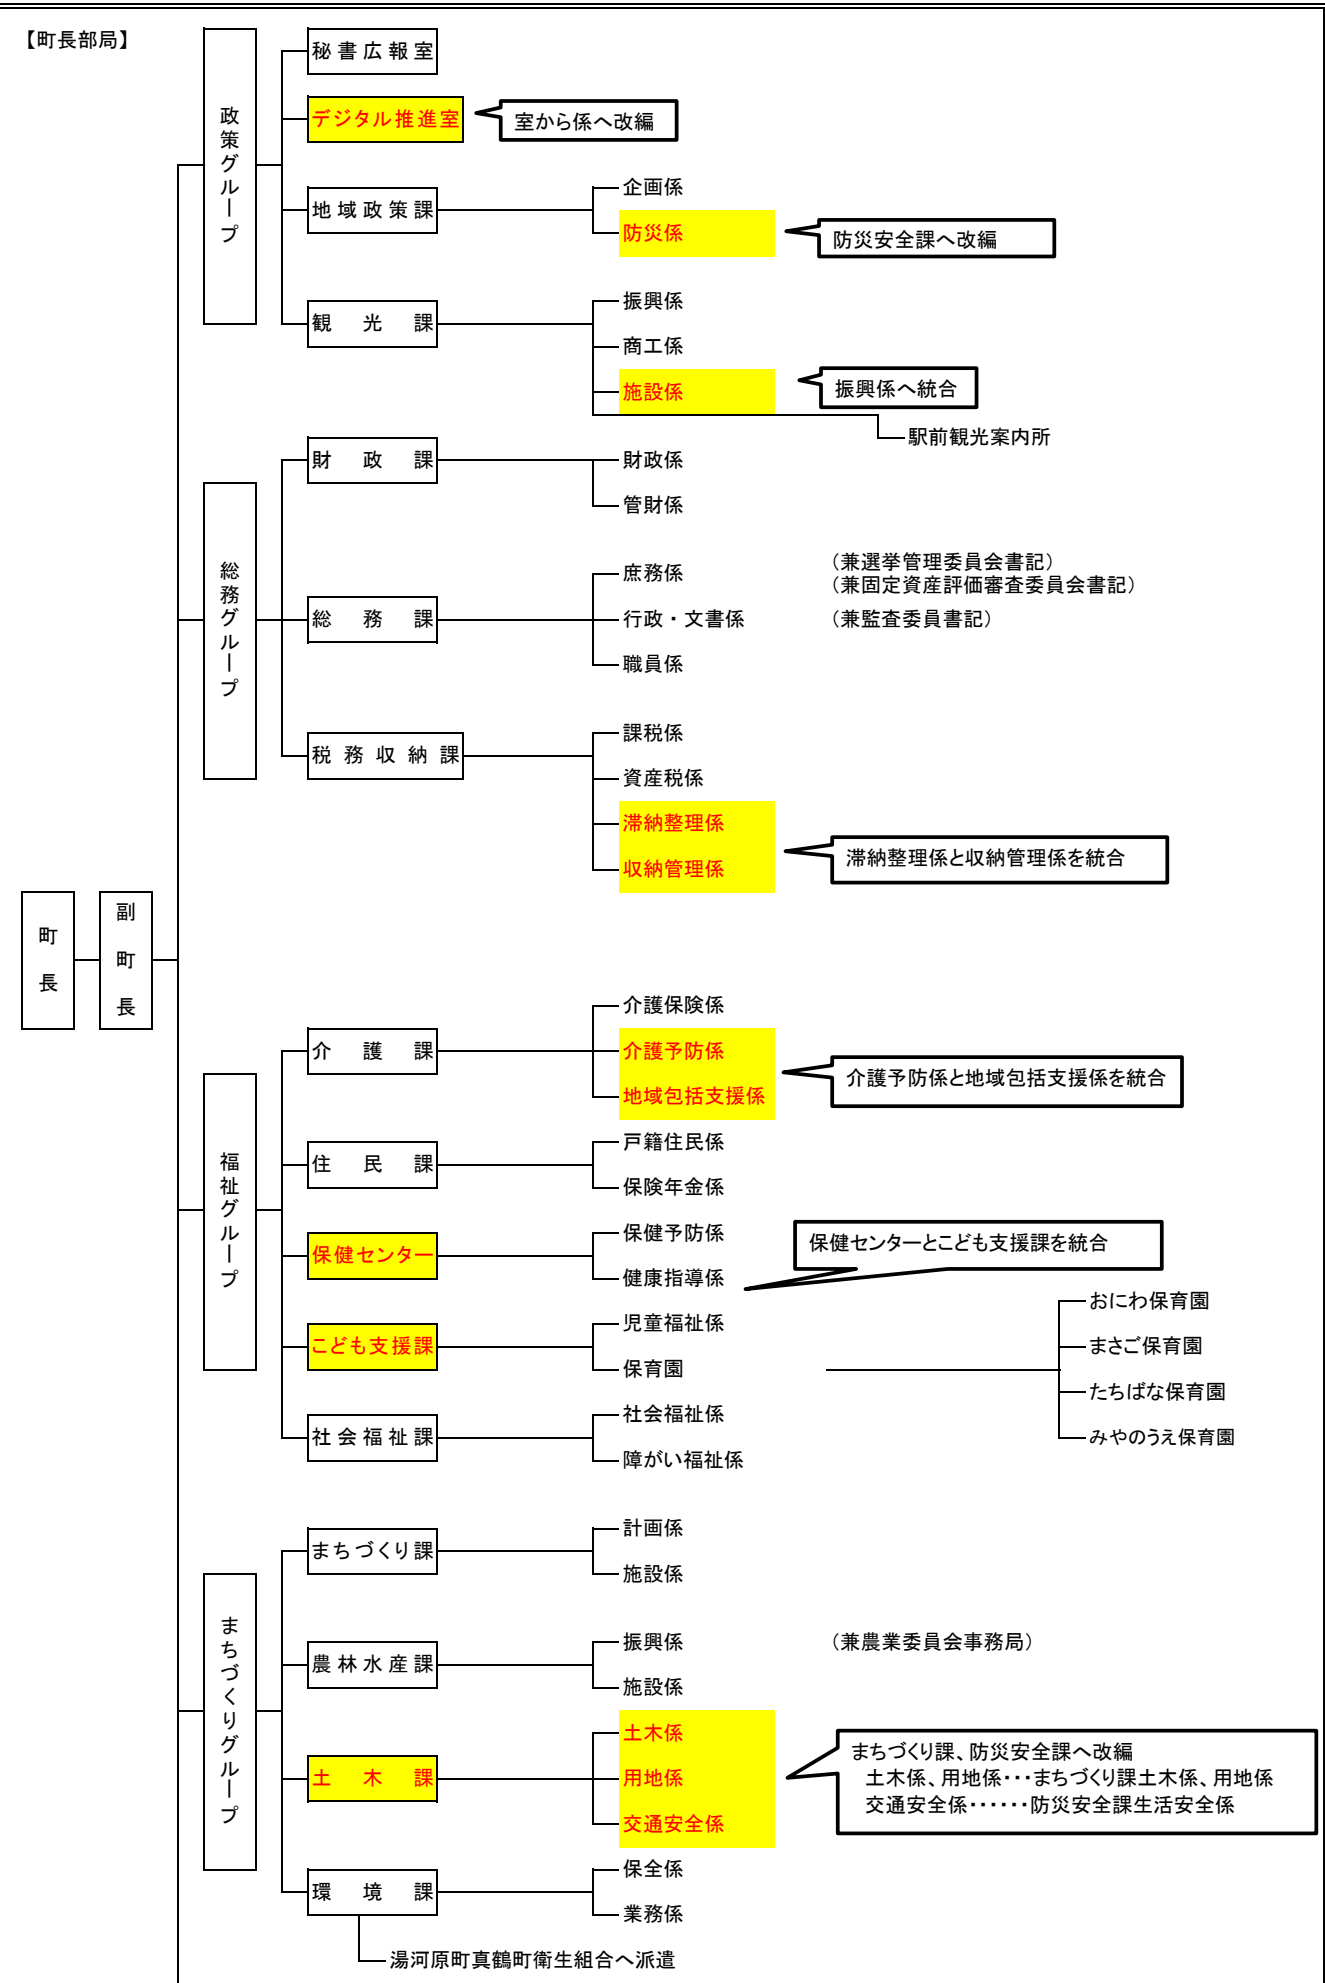 【町長部局】
町長
副町長
政策グループ
秘書広報室
デジタル推進室
室から係へ改編
地域政策課
企画係
防災係
防災安全課へ改編
観光課
振興係
商工係
施設係
振興係へ統合
駅前観光案内所
総務グループ
財政課
財政係
管財係
総務課
庶務係
（兼選挙管理委員会書記）
（兼固定資産評価審査委員会書記）
行政・文書係
（兼監査委員書記）
職員係
税務収納課
課税係
資産税係
滞納整理係
収納管理係
滞納整理係と収納管理係を統合
福祉グループ
介護課
介護保険係
介護予防係
地域包括支援係
介護予防係と地域包括支援係を統合
住民課
戸籍住民係
保険年金係
保健センター
保健予防係
健康指導係
保健センターとこども支援課を統合
こども支援課
児童福祉係
保育園
おにわ保育園
まさご保育園
たちばな保育園
みやのうえ保育園
社会福祉課
社会福祉係
障がい福祉係
まちづくりグループ
まちづくり課
計画係
施設係
農林水産課
振興係
（兼農業委員会事務局）
施設係
土木課
土木係
用地係
交通安全係
まちづくり課、防災安全課へ改編
土木係、用地係・・・まちづくり課土木係、用地係
交通安全係・・・・・・防災安全課生活安全係
環境課
保全係
業務係
湯河原町真鶴町衛生組合へ派遣